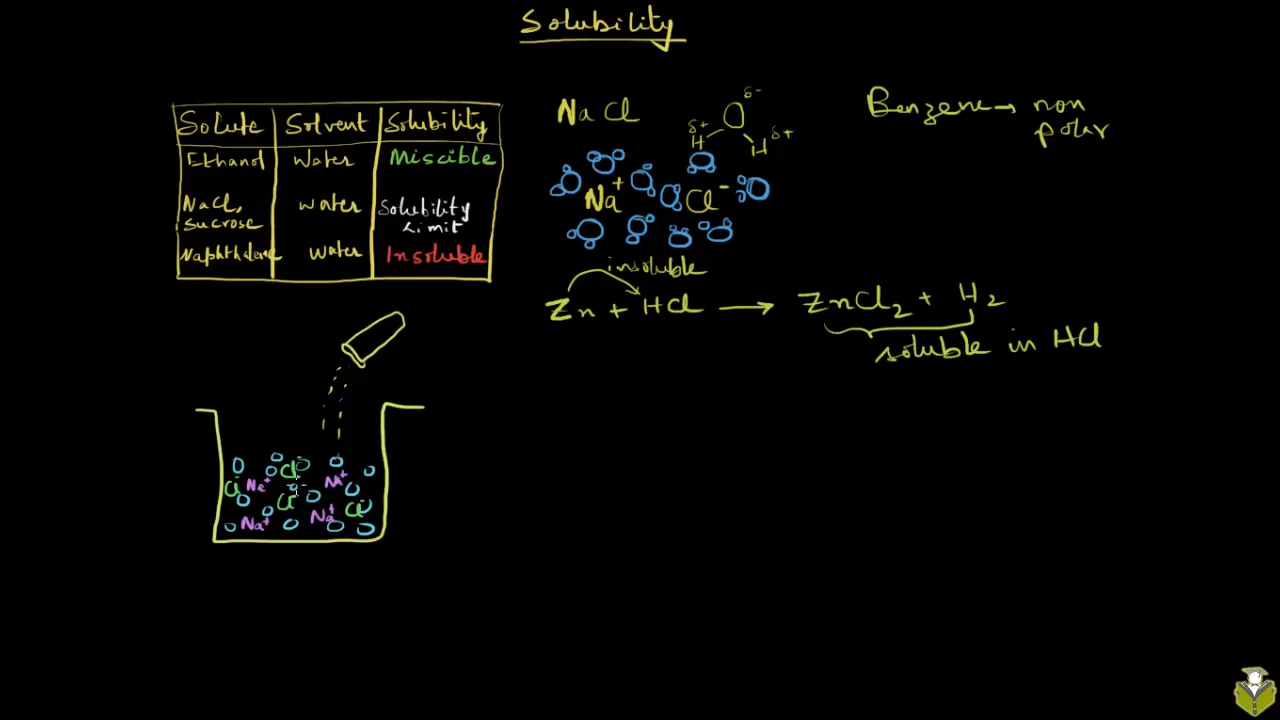 Solubility
Solute Solvent Solubility
Ethanol Water Miscible
NaCl, Sucrose water Solubility Limit
Naphthalene water Insoluble
NaCl
δ-
O
δ+ H H δ+
Na+ Cl-
Benzene → non
polar
insoluble
Zn + HCl → ZnCl2 + H2
soluble in HCl
Cl-
Cl- Na+ Na+
Cl- Cl-
Na+ Na+